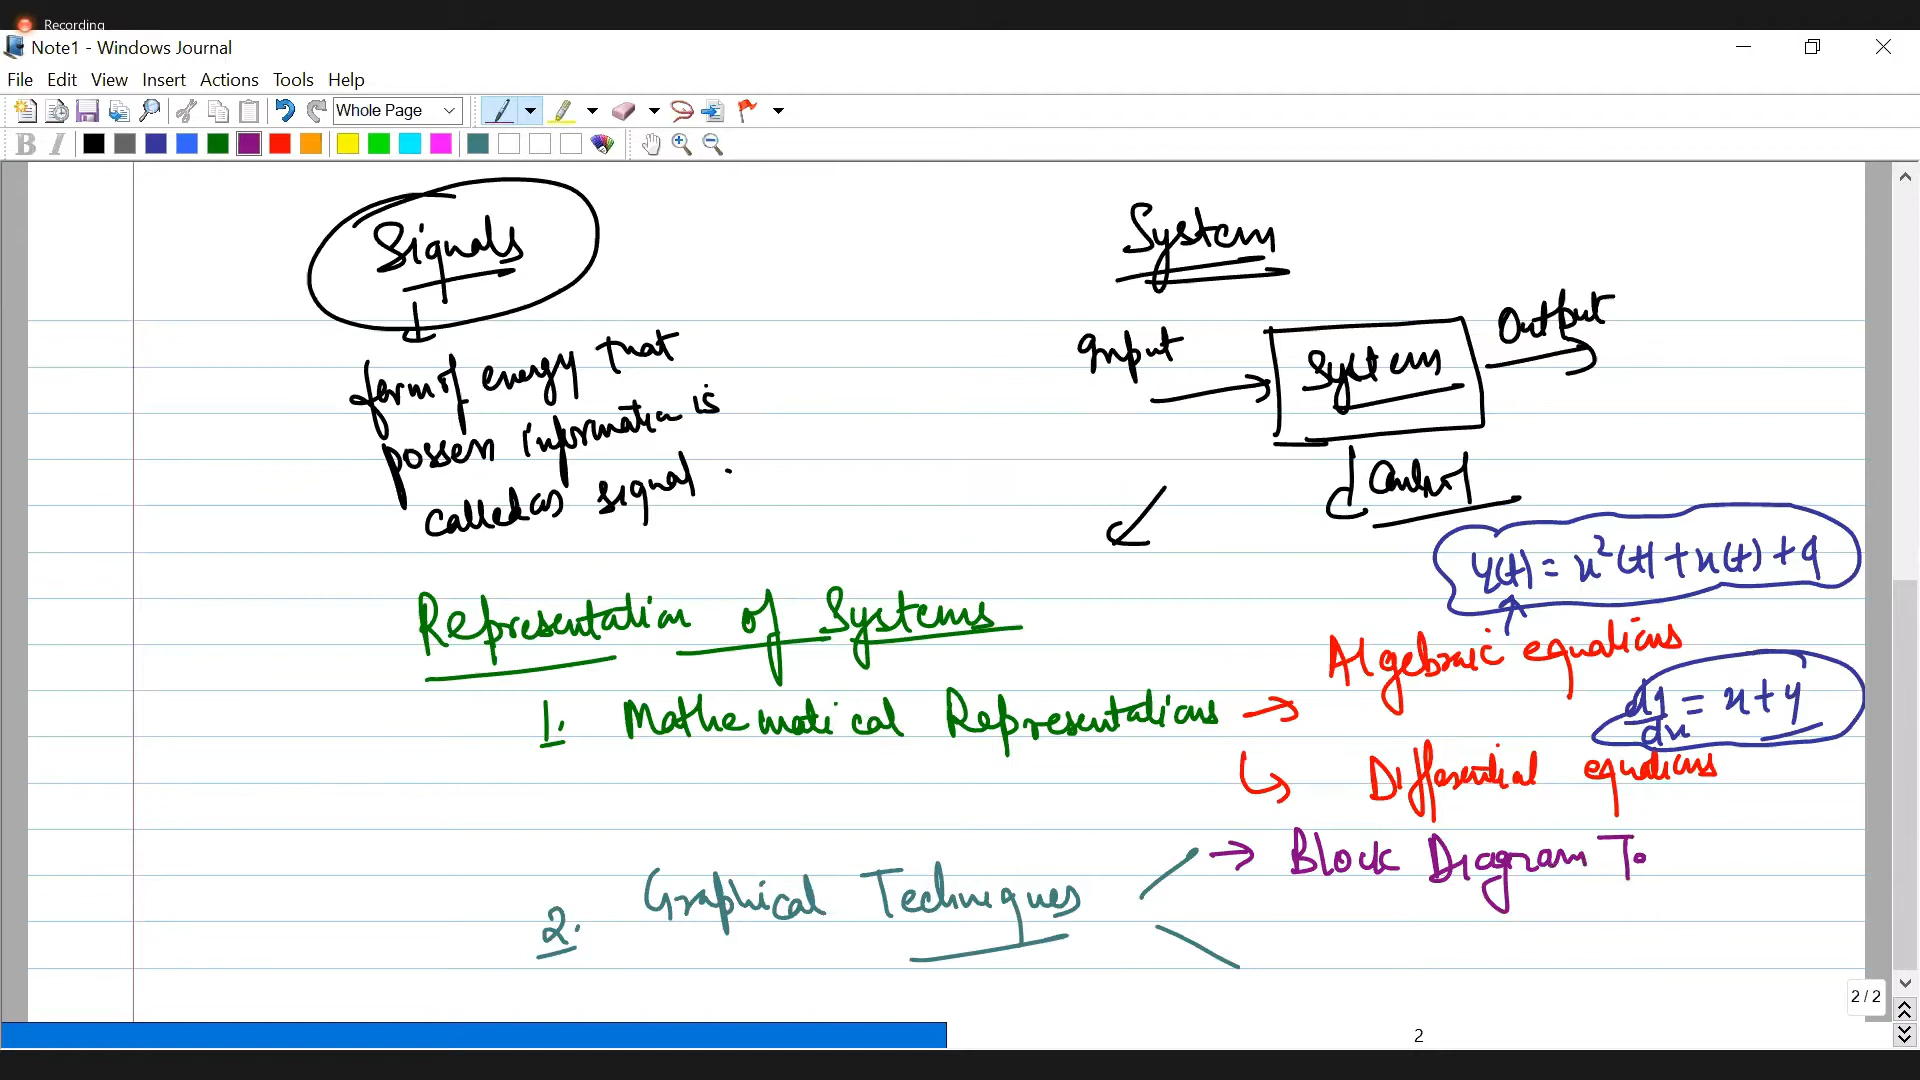 Recording
Note1 - Windows Journal
File Edit View Insert Actions Tools Help
Whole Page
B I
Signals
form of energy that
possess information is
called as signal.
System
Input
System
Output
Control
y(t) = x²(t) + x(t) + 9
Representation of Systems
Algebraic equations
1. Mathematical Representations
dy/dx = x + y
Differential equations
Block Diagram T
2. Graphical Techniques
2 / 2
2